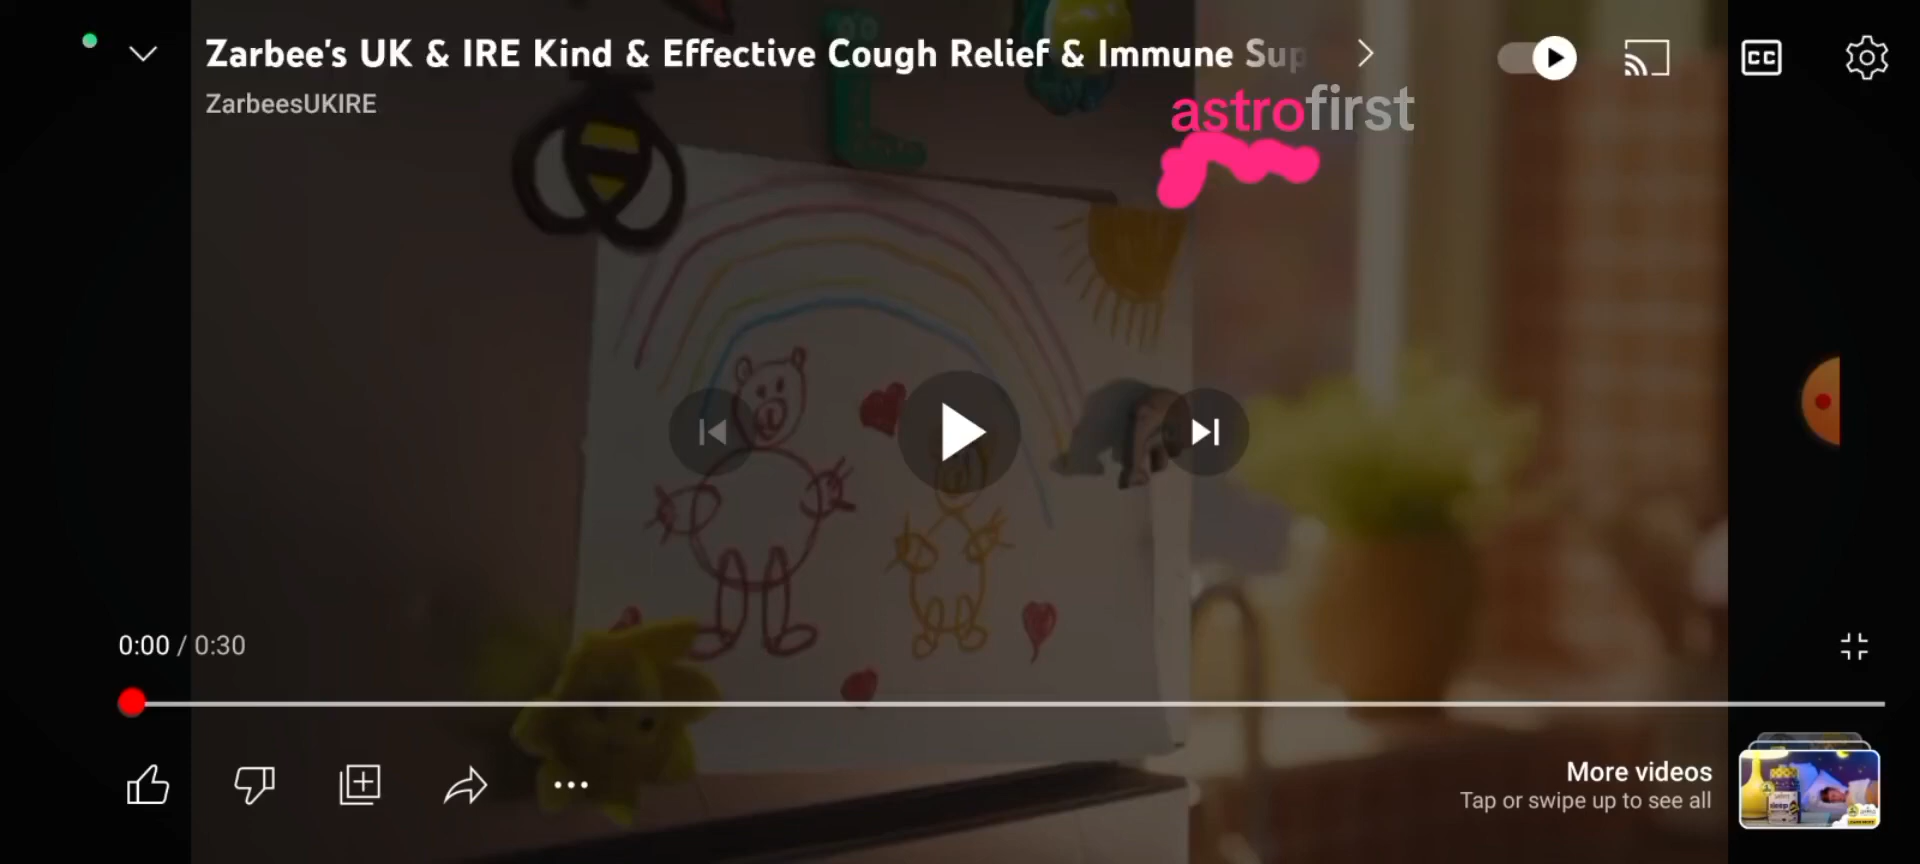 Zarbee's UK & IRE Kind & Effective Cough Relief & Immune Sup
ZarbeesUKIRE
CC
astrofirst
0:00 / 0:30
More videos
Tap or swipe up to see all